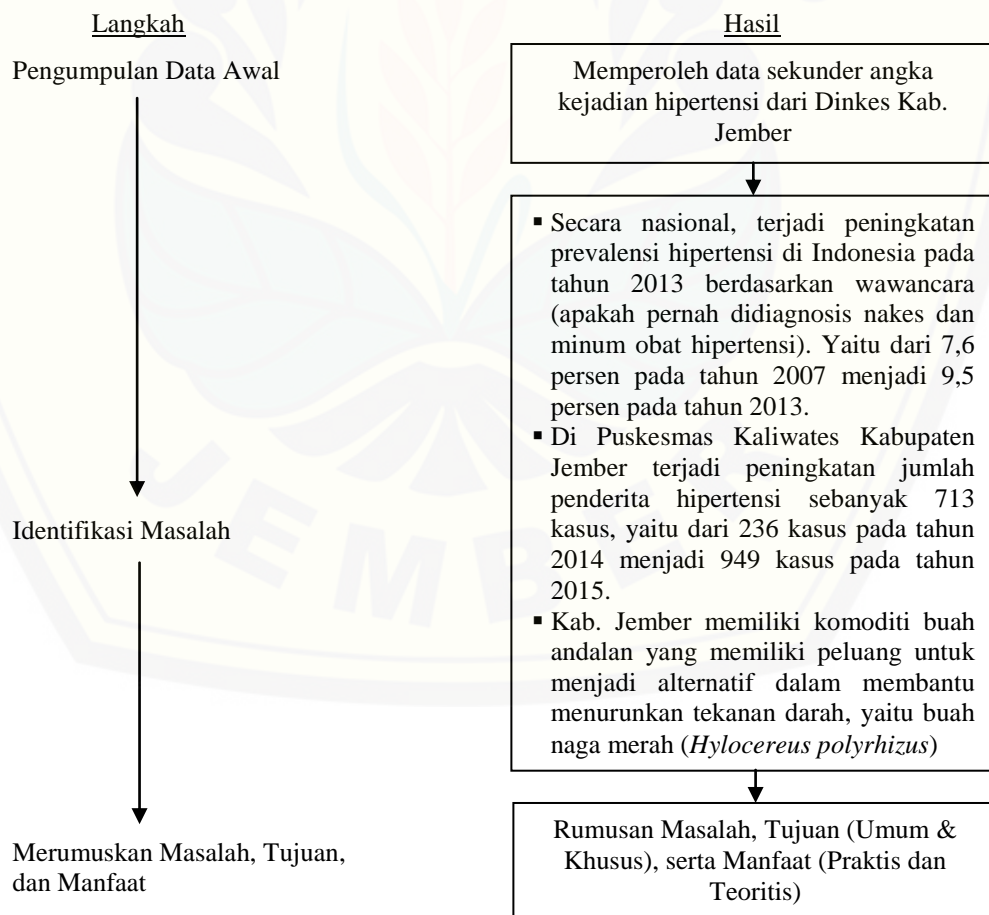 Langkah
Hasil
Pengumpulan Data Awal
Memperoleh data sekunder angka
kejadian hipertensi dari Dinkes Kab.
Jember
▪ Secara nasional, terjadi peningkatan
prevalensi hipertensi di Indonesia pada
tahun 2013 berdasarkan wawancara
(apakah pernah didiagnosis nakes dan
minum obat hipertensi). Yaitu dari 7,6
persen pada tahun 2007 menjadi 9,5
persen pada tahun 2013.
▪ Di Puskesmas Kaliwates Kabupaten
Jember terjadi peningkatan jumlah
penderita hipertensi sebanyak 713
kasus, yaitu dari 236 kasus pada tahun
2014 menjadi 949 kasus pada tahun
2015.
▪ Kab. Jember memiliki komoditi buah
andalan yang memiliki peluang untuk
menjadi alternatif dalam membantu
menurunkan tekanan darah, yaitu buah
naga merah (Hylocereus polyrhizus)
Identifikasi Masalah
Merumuskan Masalah, Tujuan,
dan Manfaat
Rumusan Masalah, Tujuan (Umum &
Khusus), serta Manfaat (Praktis dan
Teoritis)
JEMBER